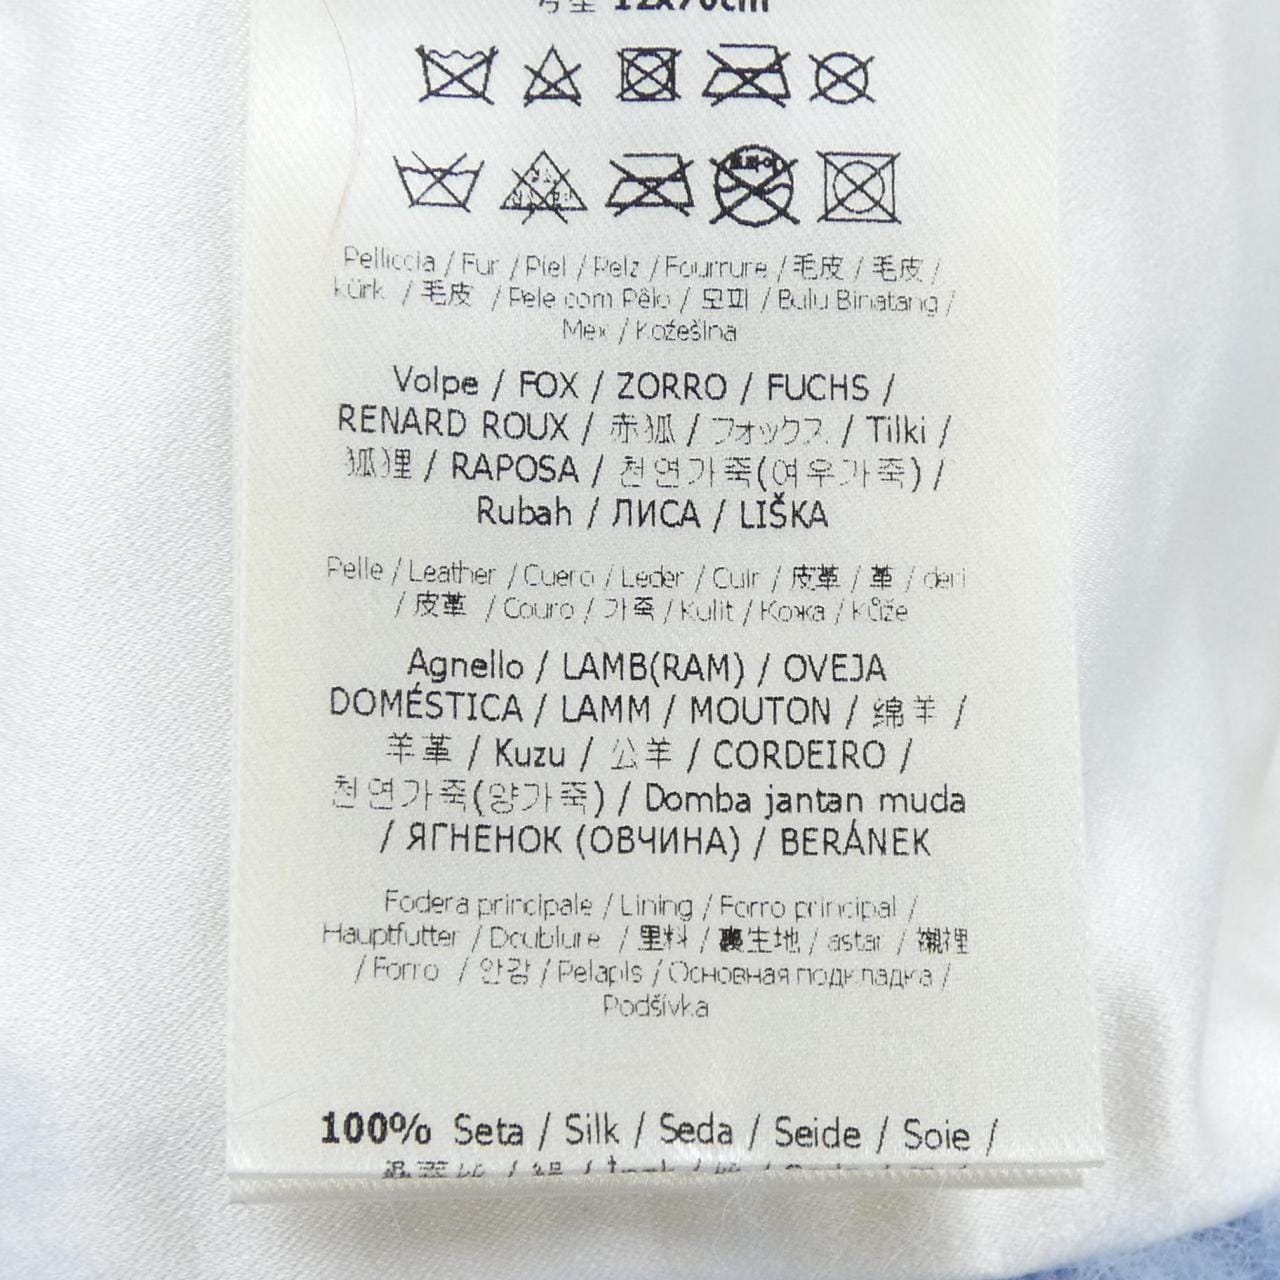 号型 12x70cm
Pelliccia / Fur / Piel / Pelz / Fourrure / 毛皮 / 毛皮 /
kürk / 毛皮 / Pele com Pêlo / 모피 / Bulu Binatang /
Мех / Kožešina
Volpe / FOX / ZORRO / FUCHS /
RENARD ROUX / 赤狐 / フォックス / Tilki /
狐狸 / RAPOSA / 천연가죽(여우가죽) /
Rubah / ЛИСА / LIŠKA
Pelle / Leather / Cuero / Leder / Cuir / 皮革 / 革 / deri
/ 皮革 / Couro / 가죽 / Kulit / Кожа / Kůže
Agnello / LAMB(RAM) / OVEJA
DOMÉSTICA / LAMM / MOUTON / 绵羊 /
羊革 / Kuzu / 公羊 / CORDEIRO /
천연가죽(양가죽) / Domba jantan muda
/ ЯГНЕНОК (ОВЧИНА) / BERÁNEK
Fodera principale / Lining / Forro principal /
Hauptfutter / Doublure / 里料 / 裏生地 / astar / 襯裡
/ Forro / 안감 / Pelapis / Основная подкладка /
Podšívka
100% Seta / Silk / Seda / Seide / Soie /